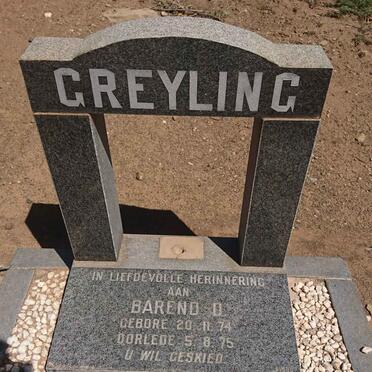 GREYLING
IN LIEFDEVOLLE HERINNERING
AAN
BAREND D.
GEBORE 20.11.74
OORLEDE 5.8.75
U WIL GESKIED